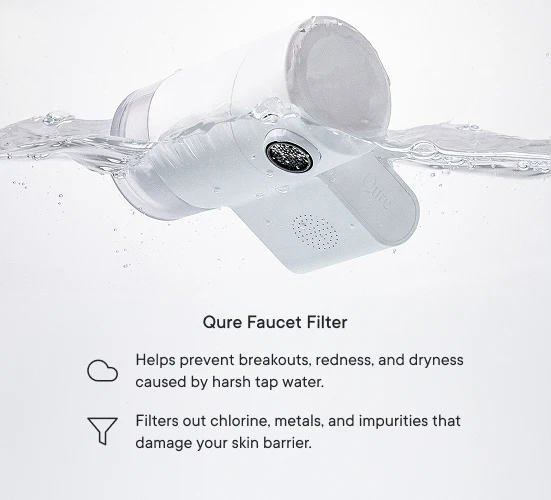 Qure
Qure Faucet Filter
Helps prevent breakouts, redness, and dryness
caused by harsh tap water.
Filters out chlorine, metals, and impurities that
damage your skin barrier.